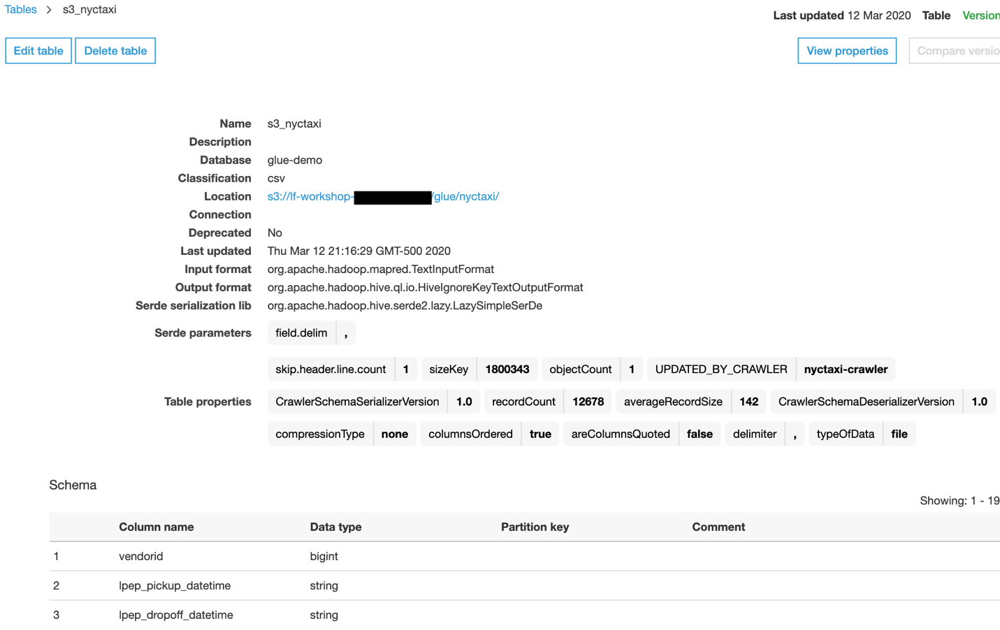 Tables > s3_nyctaxi
Last updated 12 Mar 2020 Table Version
Edit table Delete table View properties Compare versio
Name s3_nyctaxi
Description
Database glue-demo
Classification csv
Location s3://lf-workshop- /glue/nyctaxi/
Connection
Deprecated No
Last updated Thu Mar 12 21:16:29 GMT-500 2020
Input format org.apache.hadoop.mapred.TextInputFormat
Output format org.apache.hadoop.hive.ql.io.HiveIgnoreKeyTextOutputFormat
Serde serialization lib org.apache.hadoop.hive.serde2.lazy.LazySimpleSerDe
Serde parameters field.delim ,
skip.header.line.count 1 sizeKey 1800343 objectCount 1 UPDATED_BY_CRAWLER nyctaxi-crawler
Table properties CrawlerSchemaSerializerVersion 1.0 recordCount 12678 averageRecordSize 142 CrawlerSchemaDeserializerVersion 1.0
compressionType none columnsOrdered true areColumnsQuoted false delimiter , typeOfData file
Schema
Showing: 1 - 19
Column name Data type Partition key Comment
1 vendorid bigint
2 lpep_pickup_datetime string
3 lpep_dropoff_datetime string